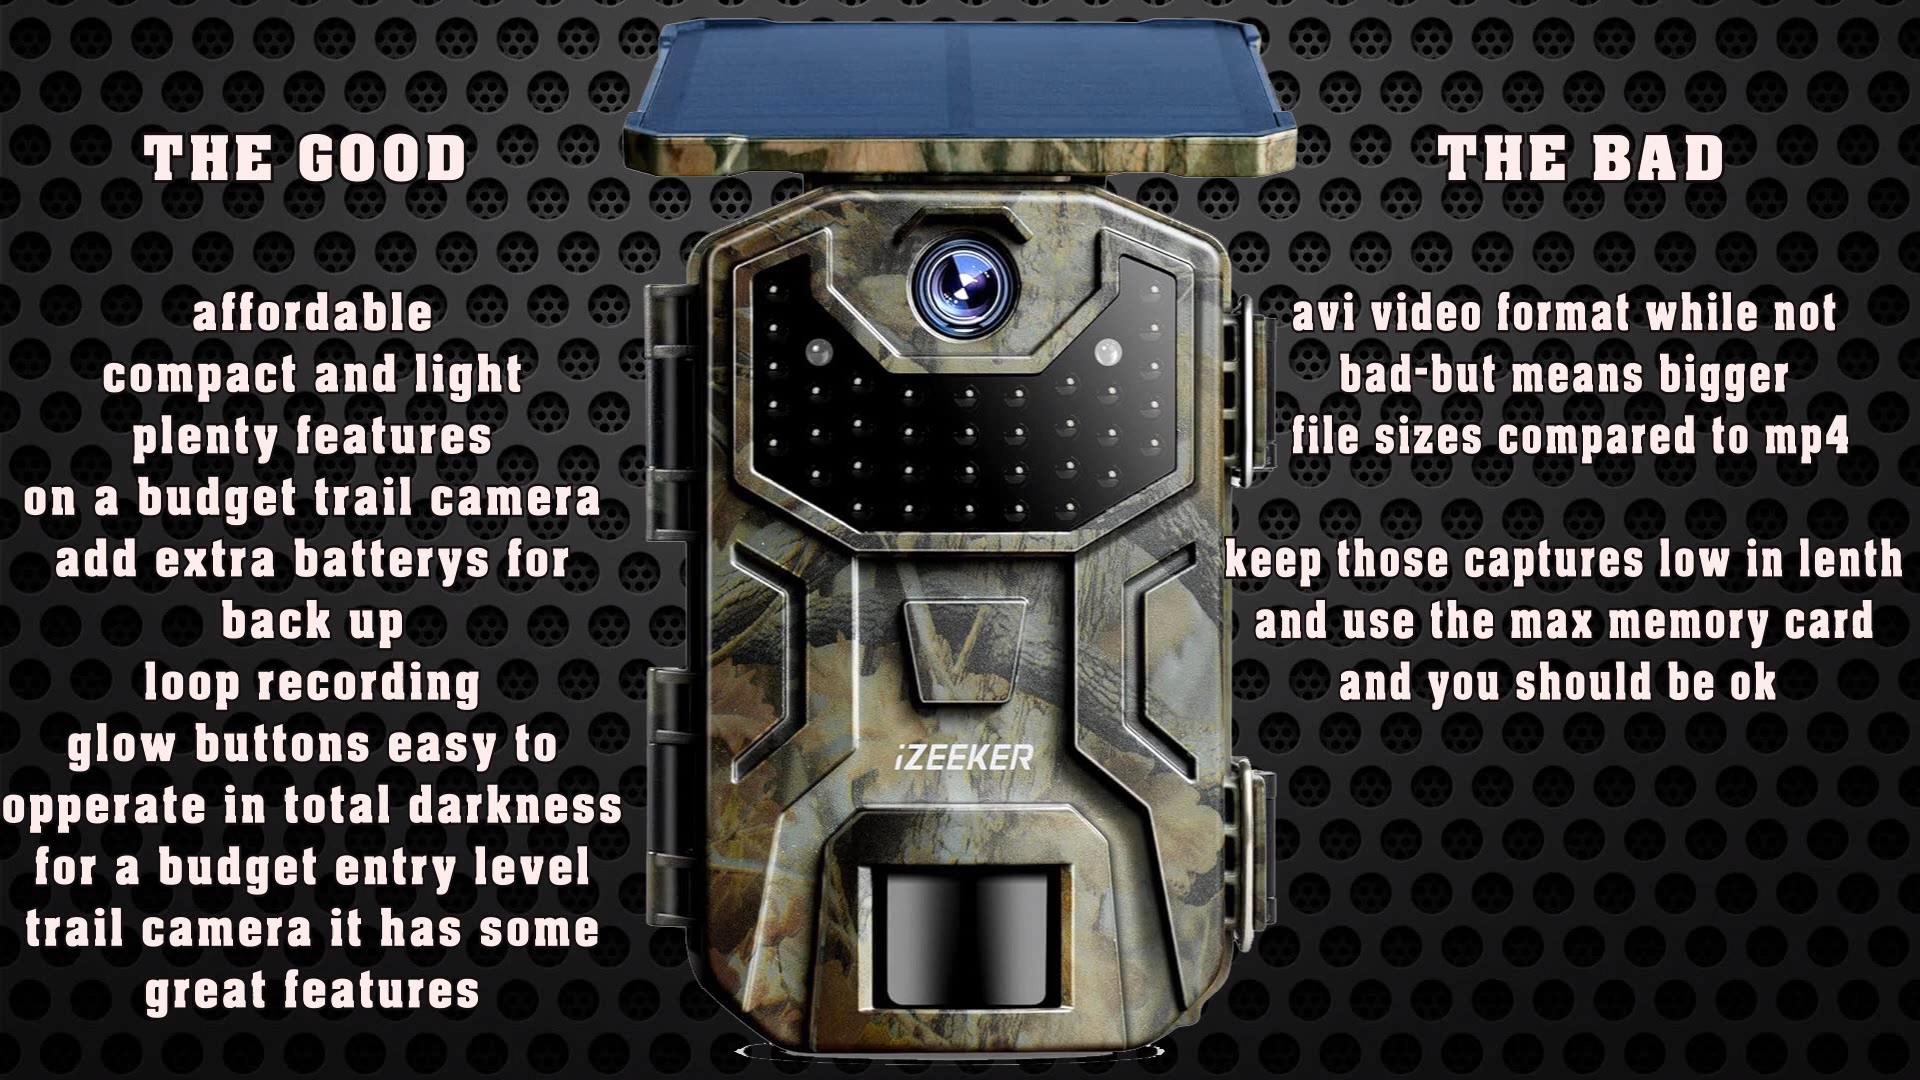 THE GOOD
affordable
compact and light
plenty features
on a budget trail camera
add extra batterys for
back up
loop recording
glow buttons easy to
opperate in total darkness
for a budget entry level
trail camera it has some
great features
iZEEKER
THE BAD
avi video format while not
bad-but means bigger
file sizes compared to mp4
keep those captures low in lenth
and use the max memory card
and you should be ok